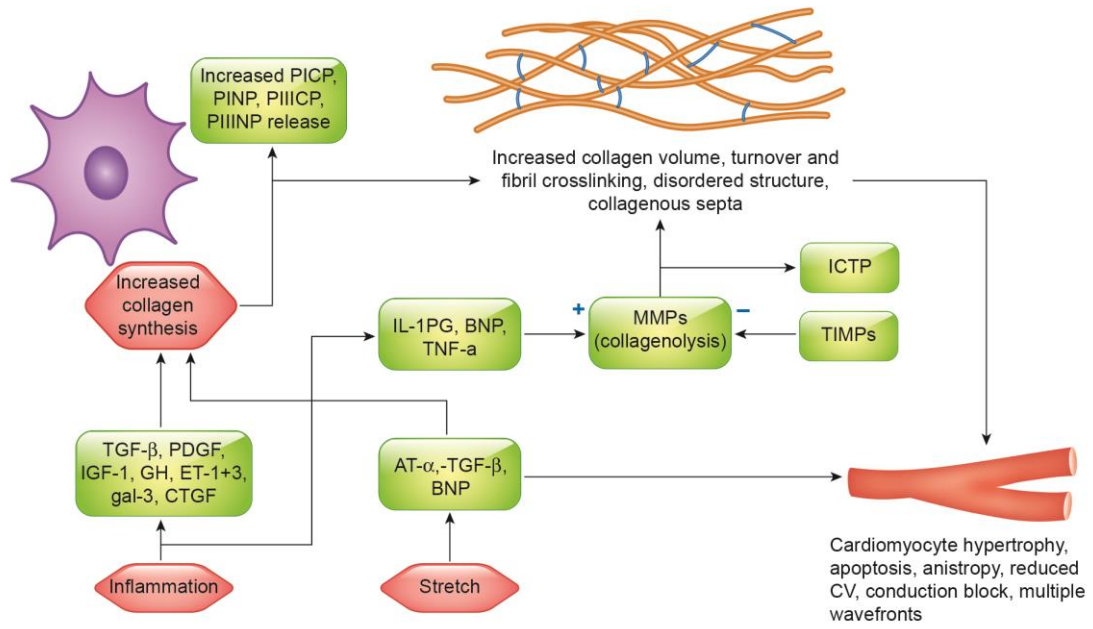 Increased PICP,
PINP, PIIICP,
PIIINP release
Increased collagen volume, turnover and
fibril crosslinking, disordered structure,
collagenous septa
Increased
collagen
synthesis
ICTP
IL-1PG, BNP,
TNF-a
+
MMPs
(collagenolysis)
−
TIMPs
TGF-β, PDGF,
IGF-1, GH, ET-1+3,
gal-3, CTGF
AT-α,-TGF-β,
BNP
Inflammation
Stretch
Cardiomyocyte hypertrophy,
apoptosis, anistropy, reduced
CV, conduction block, multiple
wavefronts